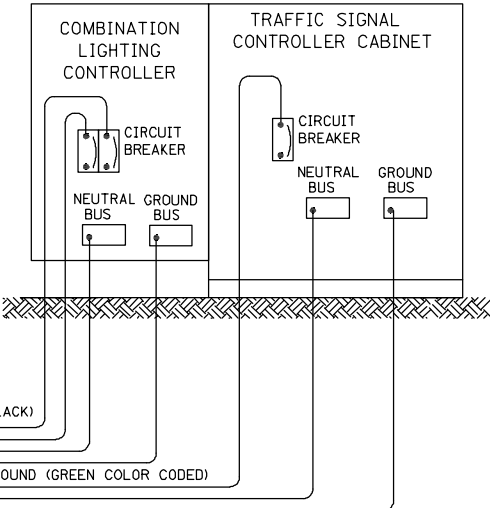 COMBINATION
LIGHTING
CONTROLLER
TRAFFIC SIGNAL
CONTROLLER CABINET
CIRCUIT
BREAKER
CIRCUIT
BREAKER
NEUTRAL
BUS
GROUND
BUS
NEUTRAL
BUS
GROUND
BUS
LACK)
OUND (GREEN COLOR CODED)